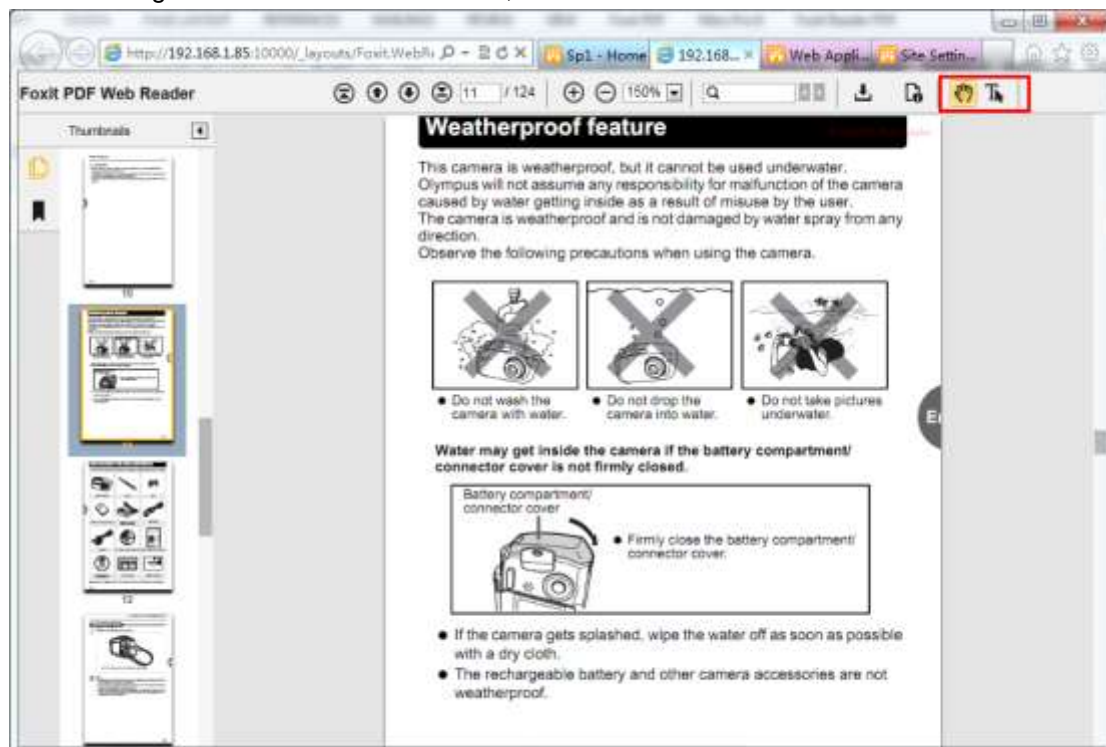 http://192.168.1.85:10000/_layouts/Foxit.WebR
Sp1 - Home
192.168...
Web Appli...
Site Settin...
Foxit PDF Web Reader
11 / 124
150%
Thumbnails
10
12
Weatherproof feature
This camera is weatherproof, but it cannot be used underwater.
Olympus will not assume any responsibility for malfunction of the camera
caused by water getting inside as a result of misuse by the user.
The camera is weatherproof and is not damaged by water spray from any
direction.
Observe the following precautions when using the camera.
● Do not wash the
camera with water.
● Do not drop the
camera into water.
● Do not take pictures
underwater.
Water may get inside the camera if the battery compartment/
connector cover is not firmly closed.
Battery compartment/
connector cover
● Firmly close the battery compartment/
connector cover.
● If the camera gets splashed, wipe the water off as soon as possible
with a dry cloth.
● The rechargeable battery and other camera accessories are not
weatherproof.